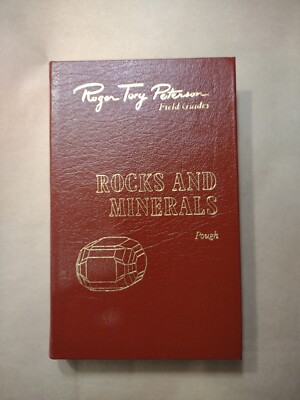 Roger Tory Peterson
Field Guides
ROCKS AND
MINERALS
Pough